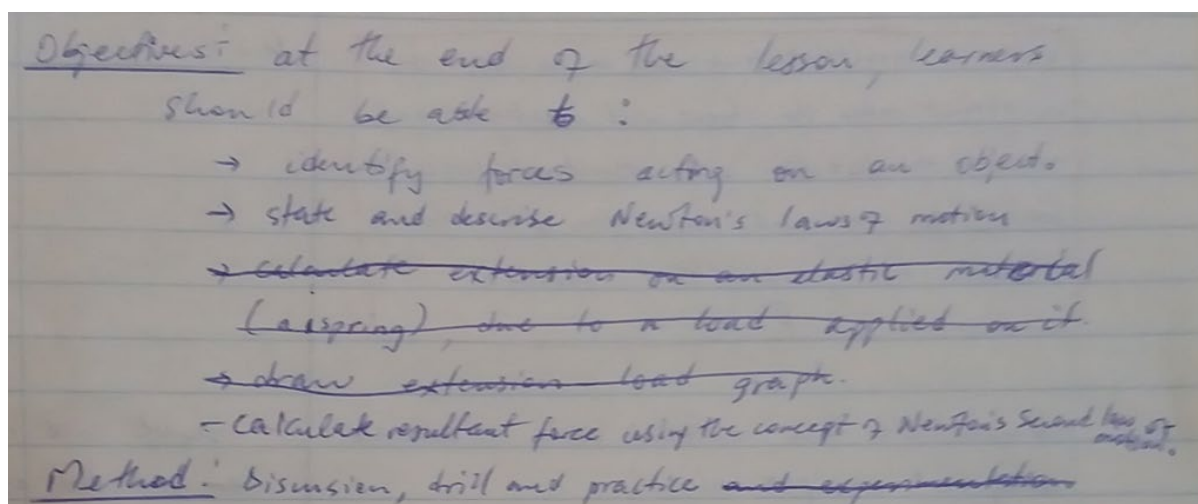 Objectives:- at the end of the lesson, learners
should be able to :
→ identify forces acting on an object.
→ state and describe Newton's laws of motion
→ calculate extension on an elastic material
(a spring), due to a load applied on it.
→ draw extension - load graph.
- calculate resultant force using the concept of Newton's Second law of motion.
Method: Discussion, drill and practice and experimentation